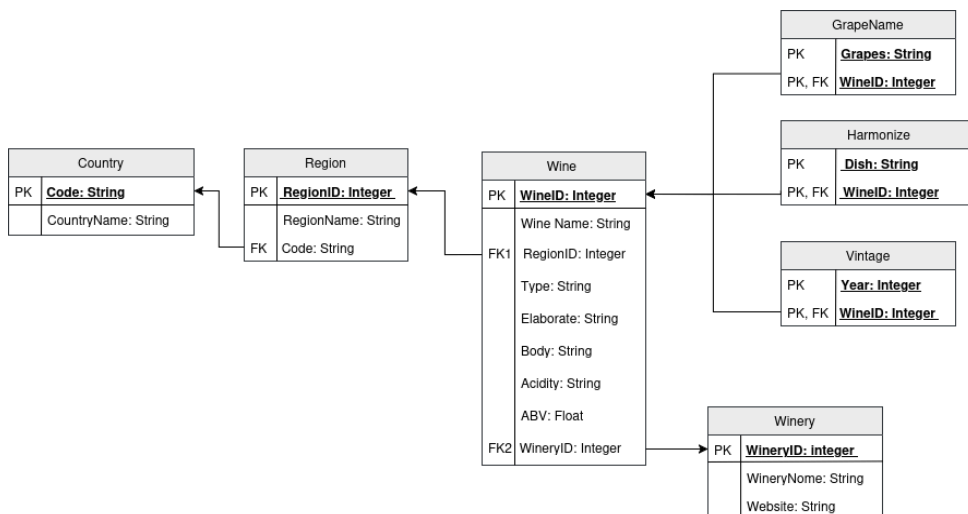 Country
PK Code: String
CountryName: String
Region
PK RegionID: Integer
RegionName: String
FK Code: String
Wine
PK WineID: Integer
Wine Name: String
FK1 RegionID: Integer
Type: String
Elaborate: String
Body: String
Acidity: String
ABV: Float
FK2 WineryID: Integer
GrapeName
PK Grapes: String
PK, FK WineID: Integer
Harmonize
PK Dish: String
PK, FK WineID: Integer
Vintage
PK Year: Integer
PK, FK WineID: Integer
Winery
PK WineryID: integer
WineryNome: String
Website: String